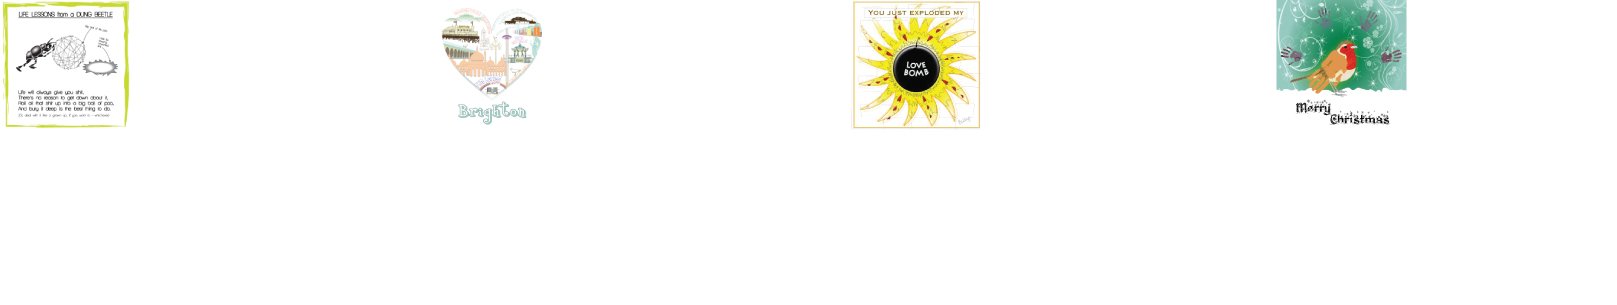 LIFE LESSONS from a DUNG BEETLE
Life will always give you shit.
There's no reason to get down about it.
Roll all that shit up into a big ball of poo,
And bury it deep is the best thing to do.
Brighton
YOU JUST EXPLODED MY
LOVE
BOMB
Merry
Christmas